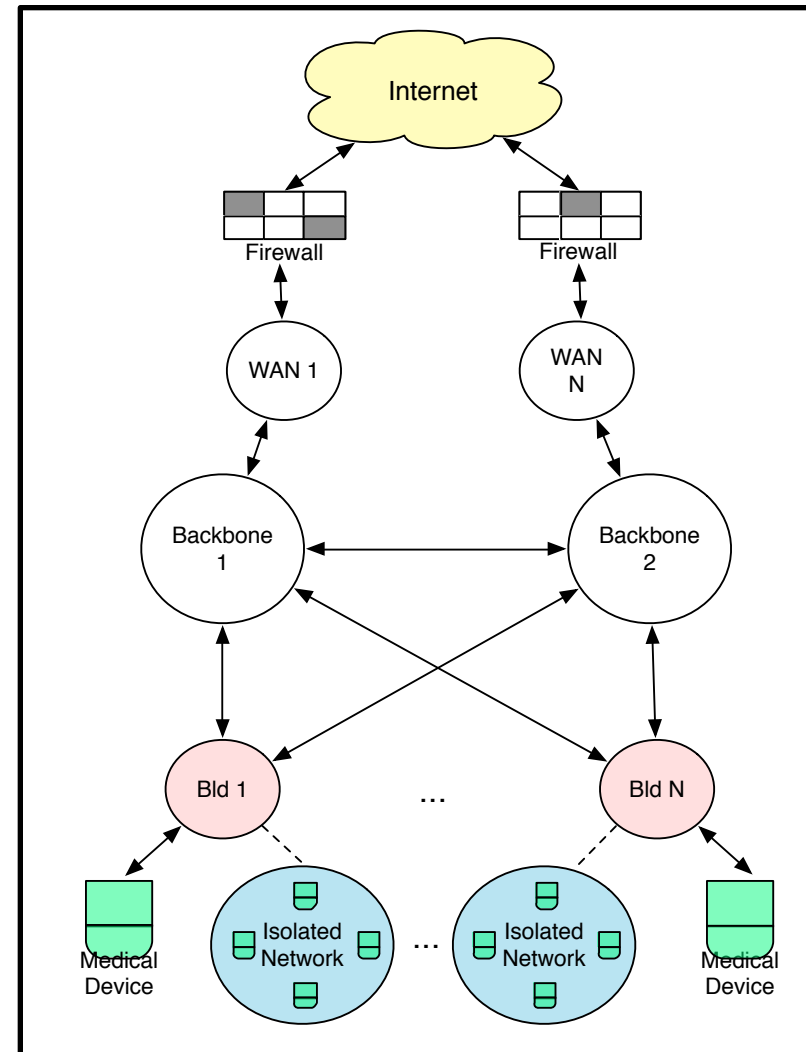 Internet
Firewall
Firewall
WAN 1
WAN
N
Backbone
1
Backbone
2
Bld 1
...
Bld N
Isolated
Network
...
Isolated
Network
Medical
Device
Medical
Device